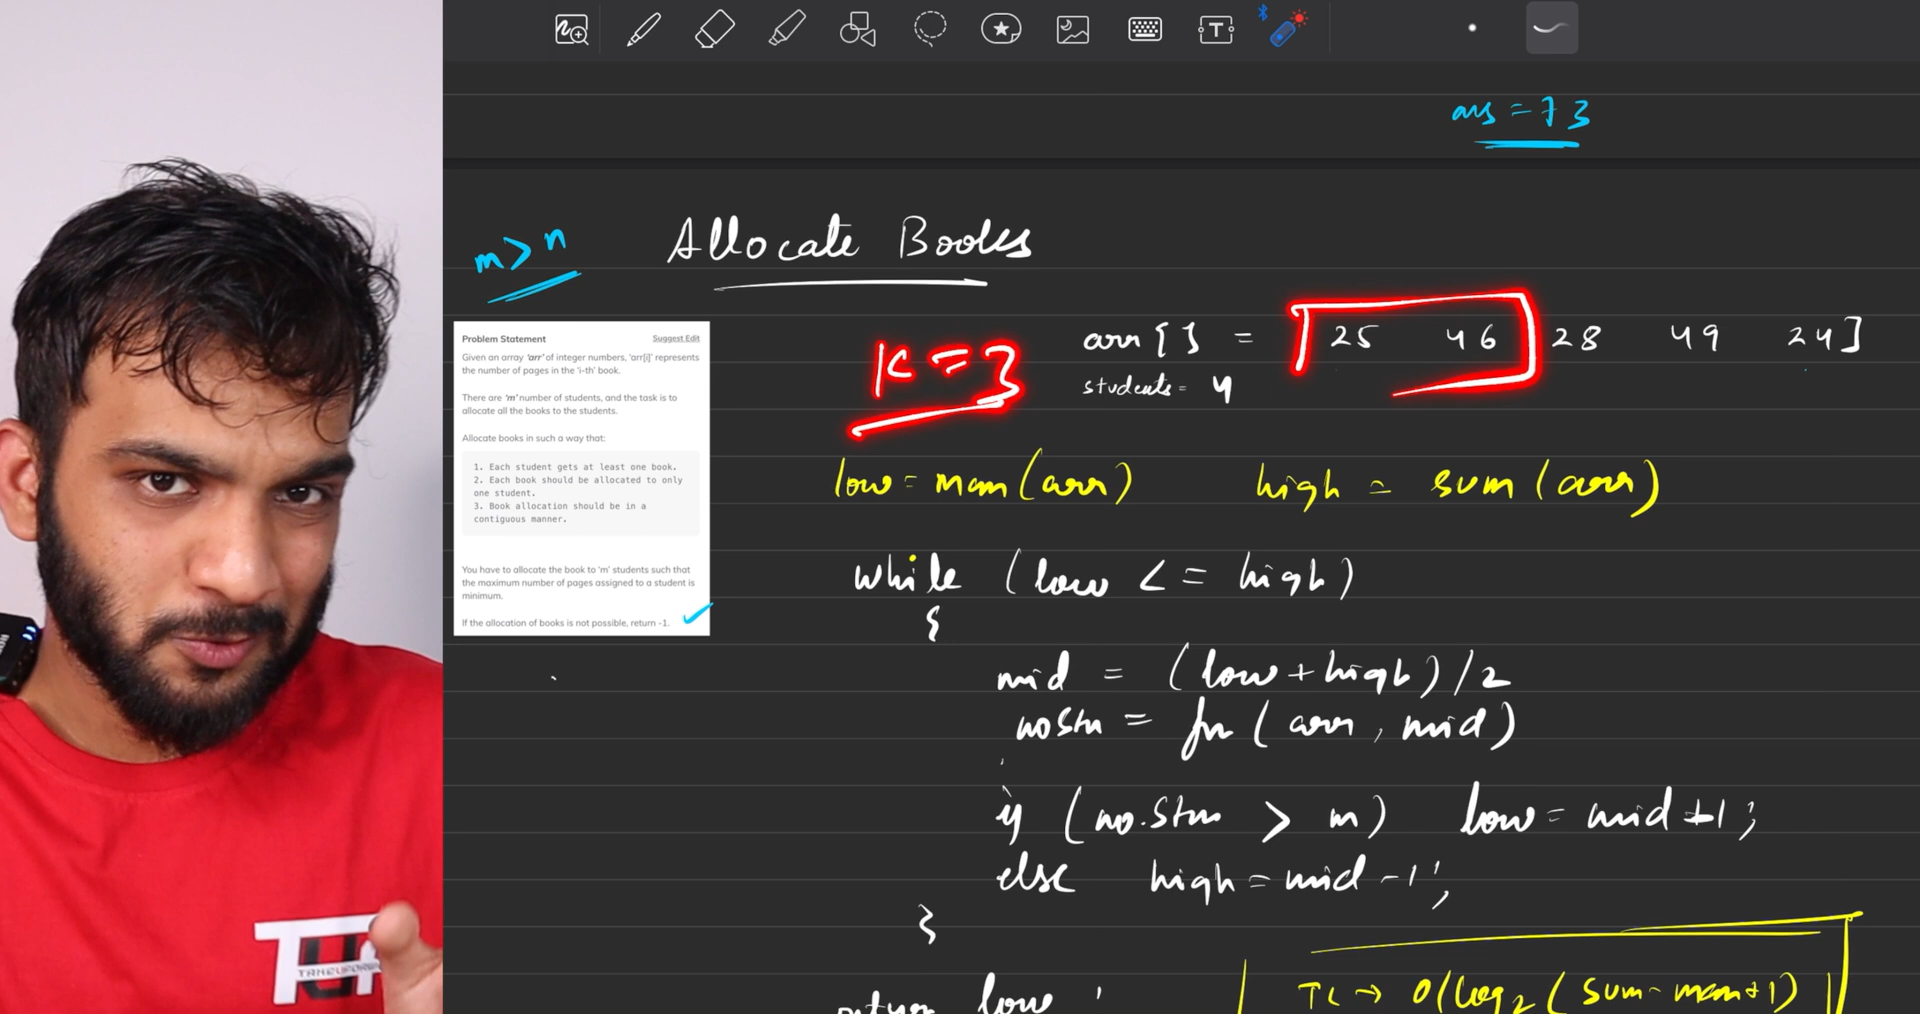 ans = 73
m > n
Allocate Books
Problem Statement
Suggest Edit
Given an array 'arr' of integer numbers, 'arr[i]' represents
the number of pages in the 'i-th' book.
There are 'm' number of students, and the task is to
allocate all the books to the students.
Allocate books in such a way that:
1. Each student gets at least one book.
2. Each book should be allocated to only
one student.
3. Book allocation should be in a
contiguous manner.
You have to allocate the book to 'm' students such that
the maximum number of pages assigned to a student is
minimum.
If the allocation of books is not possible, return -1.
K = 3
arr [ ] = [ 25 46 28 49 24 ]
students = 4
low = max (arr) high = sum (arr)
while (low <= high)
{
mid = (low + high) / 2
noStu = fn ( arr , mid )
if (no.Stu > m) low = mid + 1 ;
else high = mid - 1 ;
}
return low ;
TC → O(log2 ( sum - max + 1 )
TUF